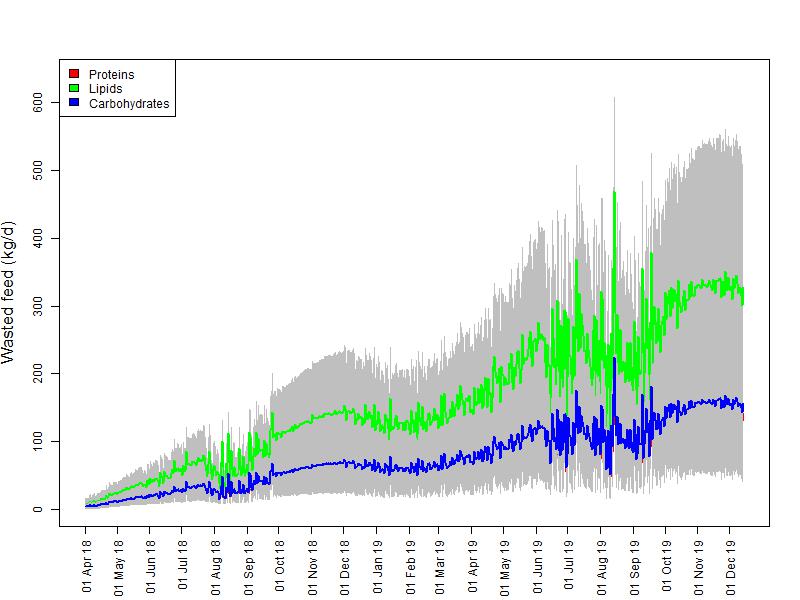 Proteins
Lipids
Carbohydrates
Wasted feed (kg/d)
600
500
400
300
200
100
0
01 Apr 18
01 May 18
01 Jun 18
01 Jul 18
01 Aug 18
01 Sep 18
01 Oct 18
01 Nov 18
01 Dec 18
01 Jan 19
01 Feb 19
01 Mar 19
01 Apr 19
01 May 19
01 Jun 19
01 Jul 19
01 Aug 19
01 Sep 19
01 Oct 19
01 Nov 19
01 Dec 19